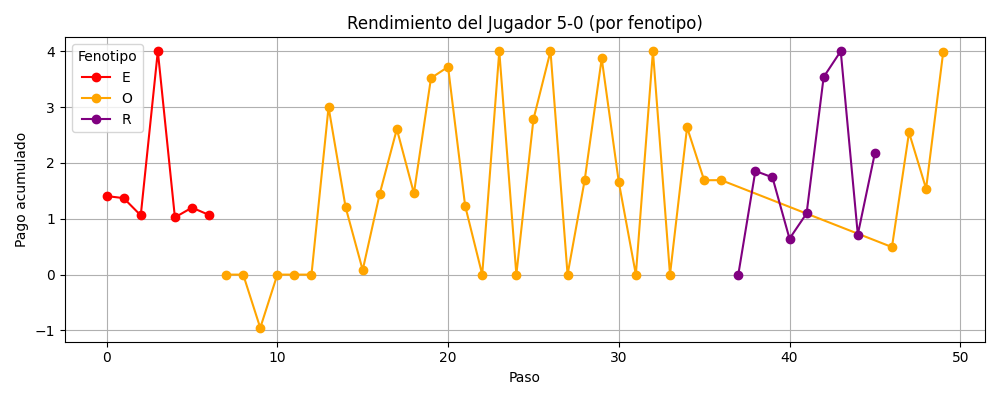 Rendimiento del Jugador 5-0 (por fenotipo)
Fenotipo
E
O
R
Pago acumulado
4
3
2
1
0
−1
0 10 20 30 40 50
Paso